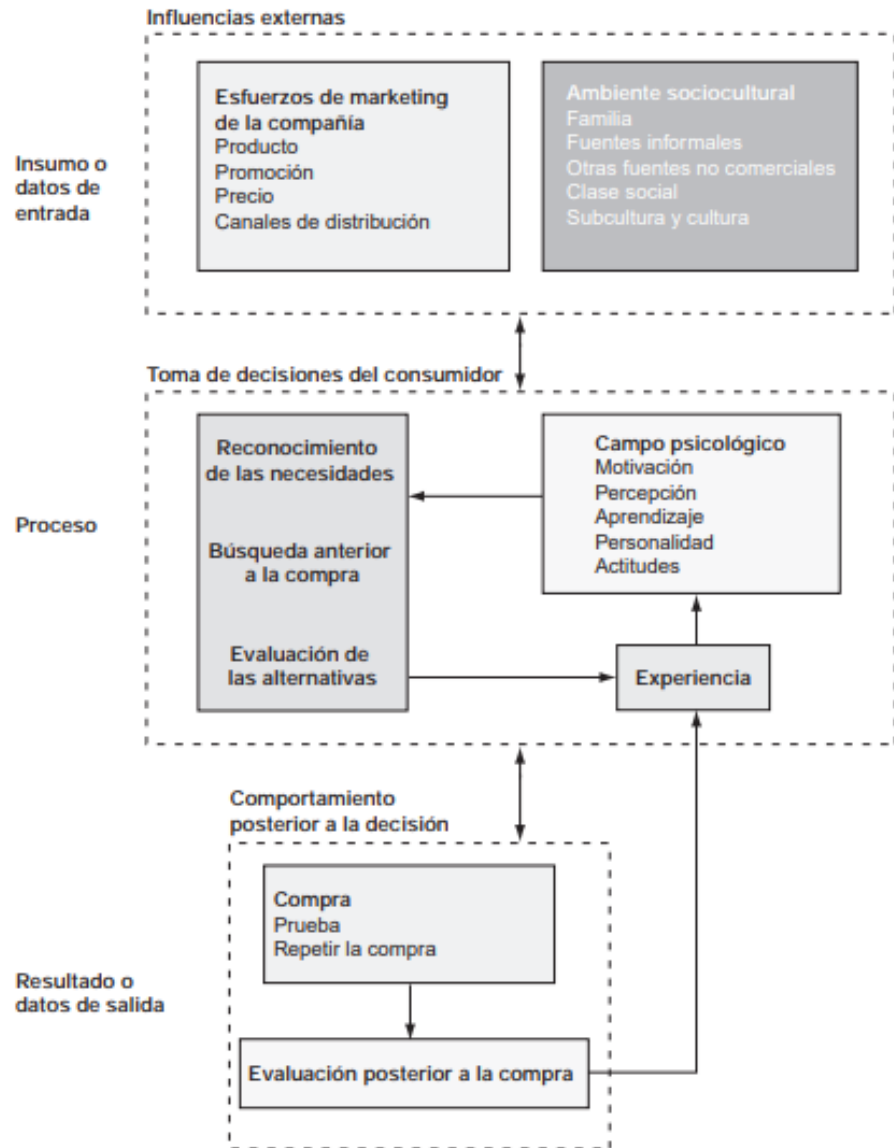 Influencias externas
Esfuerzos de marketing
de la compañía
Producto
Promoción
Precio
Canales de distribución
Ambiente sociocultural
Familia
Fuentes informales
Otras fuentes no comerciales
Clase social
Subcultura y cultura
Insumo o
datos de
entrada
Toma de decisiones del consumidor
Reconocimiento
de las necesidades
Búsqueda anterior
a la compra
Evaluación de
las alternativas
Campo psicológico
Motivación
Percepción
Aprendizaje
Personalidad
Actitudes
Experiencia
Proceso
Comportamiento
posterior a la decisión
Compra
Prueba
Repetir la compra
Evaluación posterior a la compra
Resultado o
datos de salida